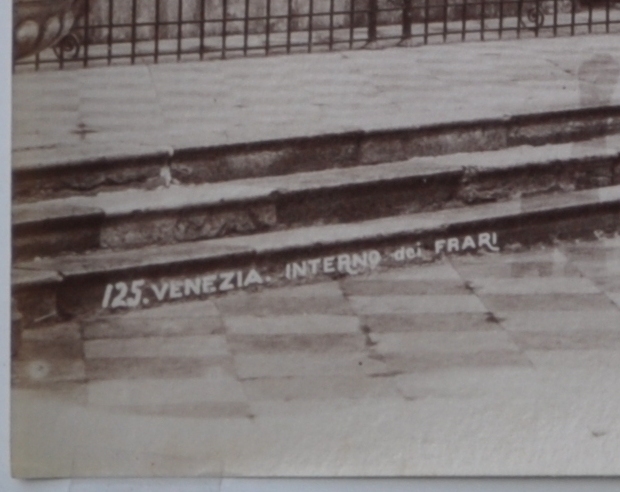 125. VENEZIA. INTERNO dei FRARI